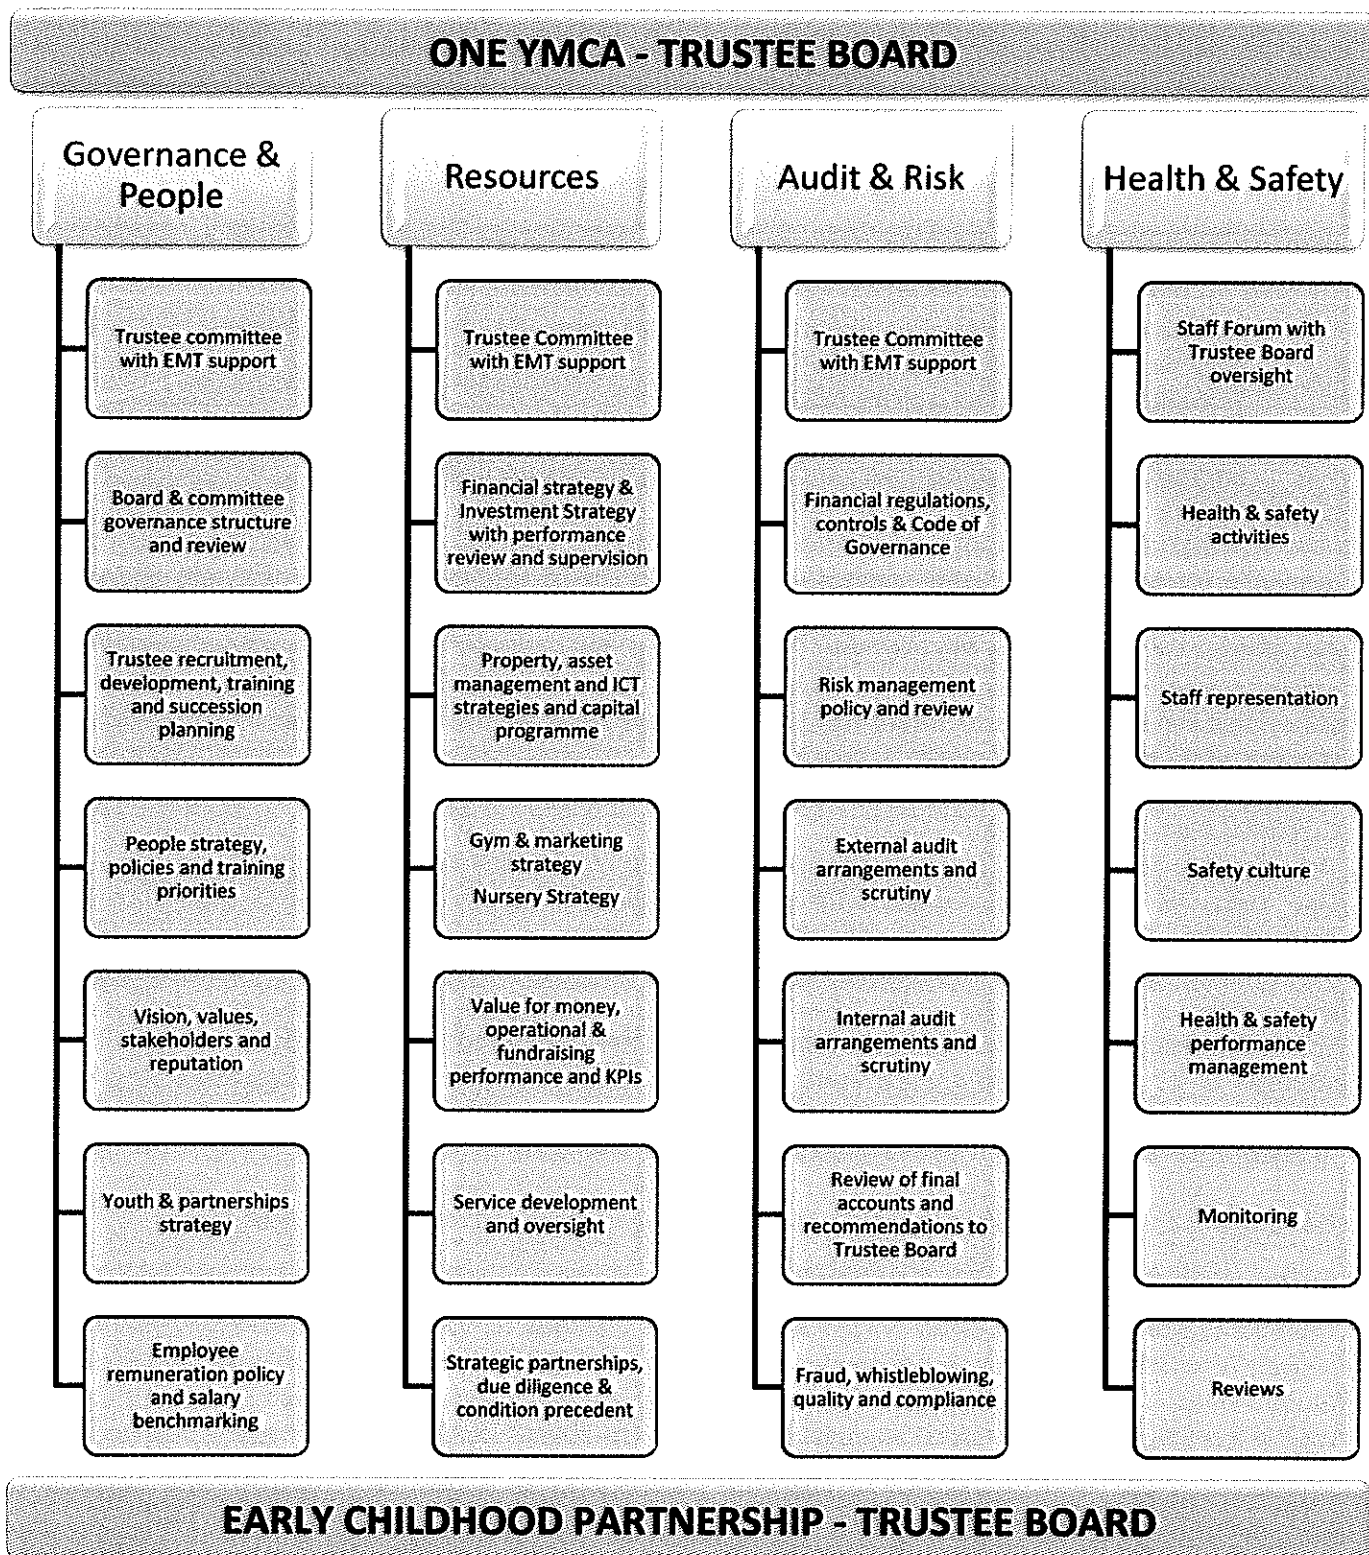 ONE YMCA - TRUSTEE BOARD
Governance &
People
Trustee committee
with EMT support
Board & committee
governance structure
and review
Trustee recruitment,
development, training
and succession
planning
People strategy,
policies and training
priorities
Vision, values,
stakeholders and
reputation
Youth & partnerships
strategy
Employee
remuneration policy
and salary
benchmarking
Resources
Trustee Committee
with EMT support
Financial strategy &
Investment Strategy
with performance
review and supervision
Property, asset
management and ICT
strategies and capital
programme
Gym & marketing
strategy
Nursery Strategy
Value for money,
operational &
fundraising
performance and KPIs
Service development
and oversight
Strategic partnerships,
due diligence &
condition precedent
Audit & Risk
Trustee Committee
with EMT support
Financial regulations,
controls & Code of
Governance
Risk management
policy and review
External audit
arrangements and
scrutiny
Internal audit
arrangements and
scrutiny
Review of final
accounts and
recommendations to
Trustee Board
Fraud, whistleblowing,
quality and compliance
Health & Safety
Staff Forum with
Trustee Board
oversight
Health & safety
activities
Staff representation
Safety culture
Health & safety
performance
management
Monitoring
Reviews
EARLY CHILDHOOD PARTNERSHIP - TRUSTEE BOARD